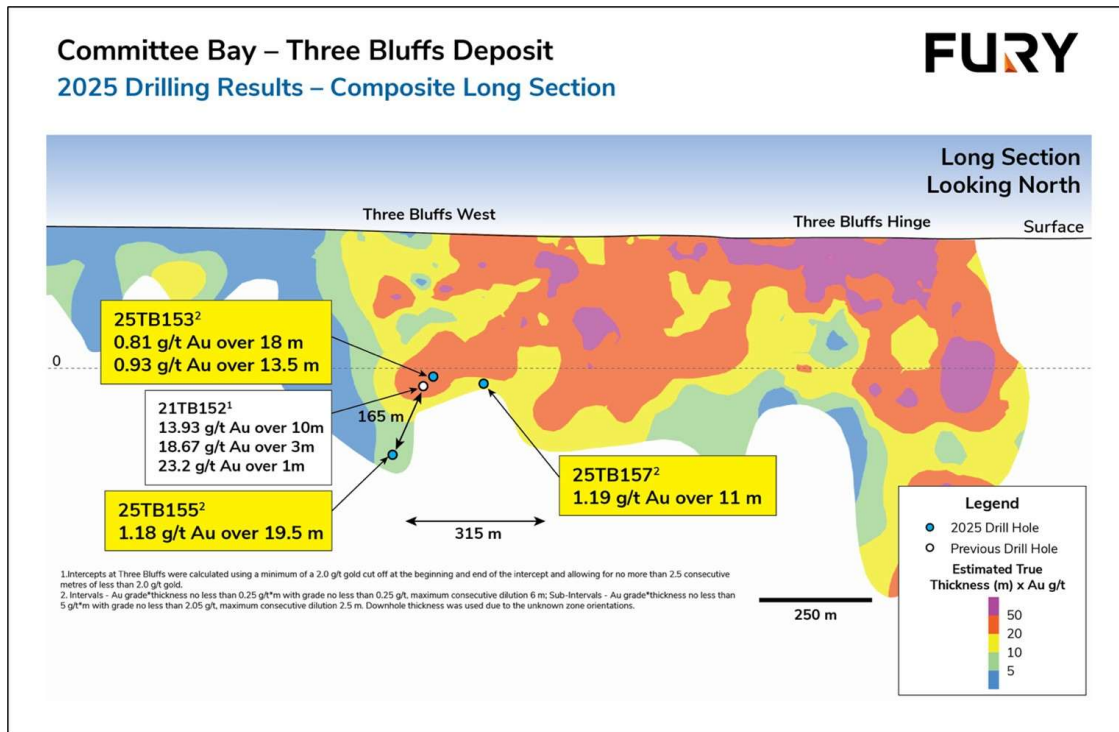 Committee Bay – Three Bluffs Deposit
2025 Drilling Results – Composite Long Section
FURY
Long Section
Looking North
Three Bluffs West
Three Bluffs Hinge
Surface
25TB153²
0.81 g/t Au over 18 m
0.93 g/t Au over 13.5 m
0
21TB152¹
13.93 g/t Au over 10m
18.67 g/t Au over 3m
23.2 g/t Au over 1m
165 m
25TB155²
1.18 g/t Au over 19.5 m
25TB157²
1.19 g/t Au over 11 m
315 m
1.Intercepts at Three Bluffs were calculated using a minimum of a 2.0 g/t gold cut off at the beginning and end of the intercept and allowing for no more than 2.5 consecutive
metres of less than 2.0 g/t gold.
2. Intervals - Au grade*thickness no less than 0.25 g/t*m with grade no less than 0.25 g/t, maximum consecutive dilution 6 m; Sub-Intervals - Au grade*thickness no less than
5 g/t*m with grade no less than 2.05 g/t, maximum consecutive dilution 2.5 m. Downhole thickness was used due to the unknown zone orientations.
250 m
Legend
2025 Drill Hole
Previous Drill Hole
Estimated True
Thickness (m) x Au g/t
50
20
10
5